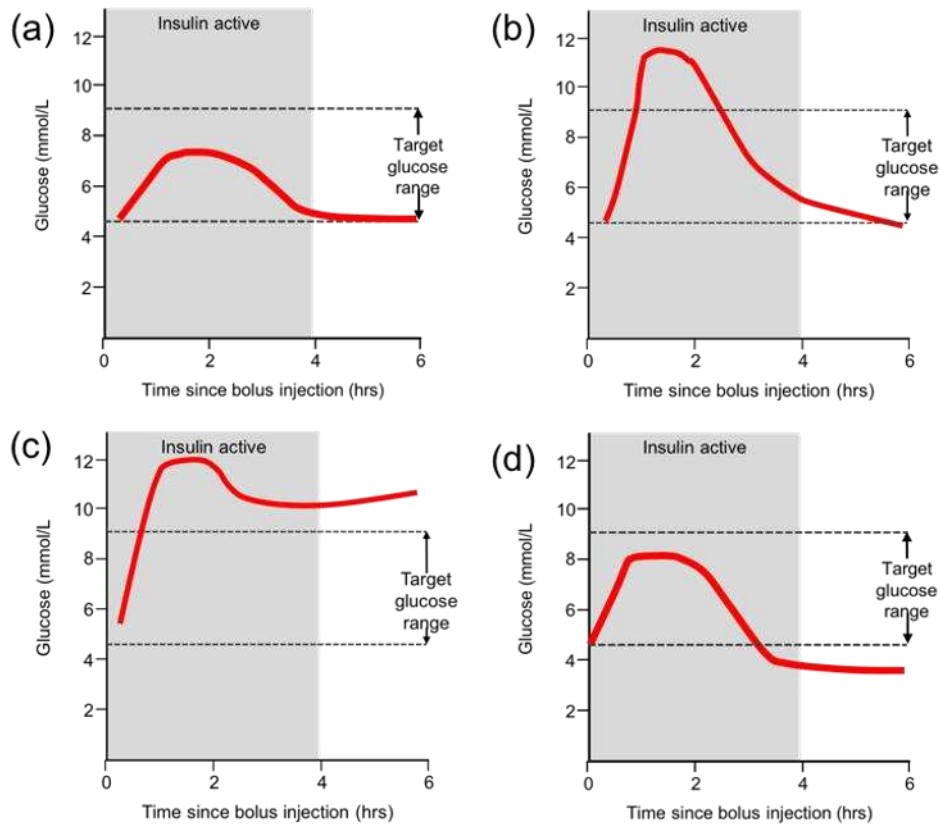 (a)
Insulin active
12
10
8
6
4
2
Glucose (mmol/L)
Target
glucose
range
0
2
4
6
Time since bolus injection (hrs)
(b)
Insulin active
12
10
8
6
4
2
Glucose (mmol/L)
Target
glucose
range
0
2
4
6
Time since bolus injection (hrs)
(c)
Insulin active
12
10
8
6
4
2
Glucose (mmol/L)
Target
glucose
range
0
2
4
6
Time since bolus injection (hrs)
(d)
Insulin active
12
10
8
6
4
2
Glucose (mmol/L)
Target
glucose
range
0
2
4
6
Time since bolus injection (hrs)